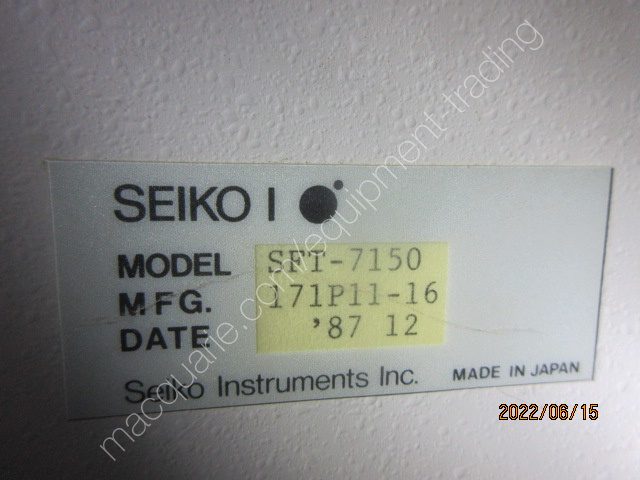 SEIKO I
MODEL SFT-7150
MFG. 171P11-16
DATE '87 12
Seiko Instruments Inc. MADE IN JAPAN
2022/06/15
macquarie.com/equipment-trading